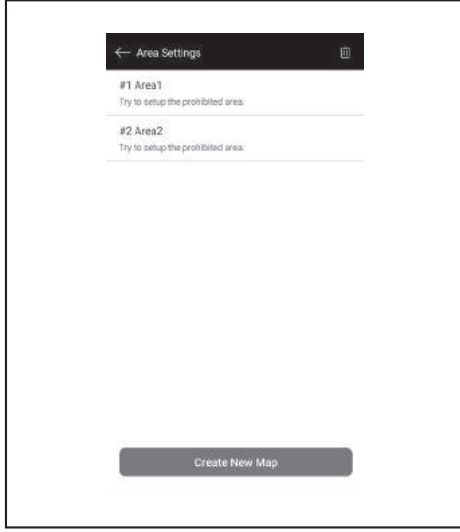 Area Settings
#1 Area1
Try to setup the prohibited area.
#2 Area2
Try to setup the prohibited area.
Create New Map